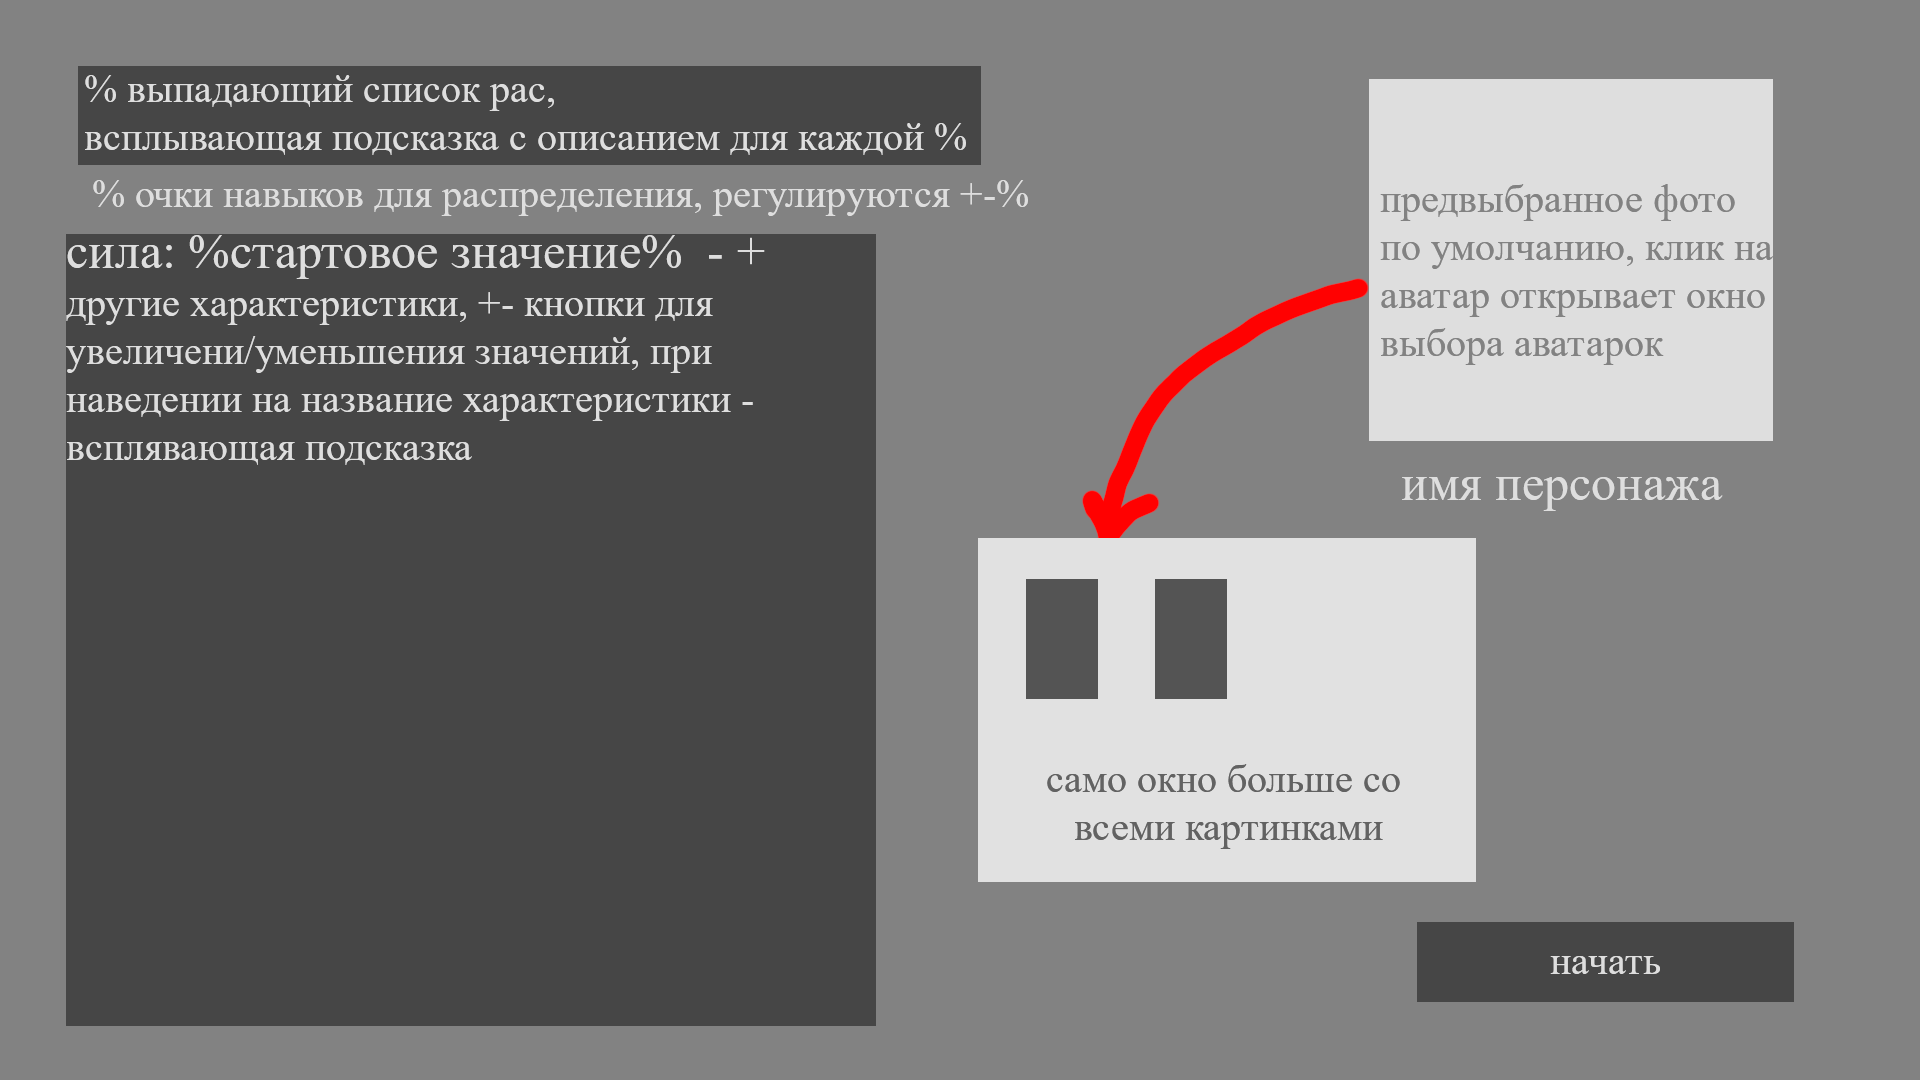 % выпадающий список рас,
всплывающая подсказка с описанием для каждой %
% очки навыков для распределения, регулируются +-%
сила: %стартовое значение% - +
другие характеристики, +- кнопки для
увеличени/уменьшения значений, при
наведении на название характеристики -
всплявающая подсказка
предвыбранное фото
по умолчанию, клик на
аватар открывает окно
выбора аватарок
имя персонажа
само окно больше со
всеми картинками
начать